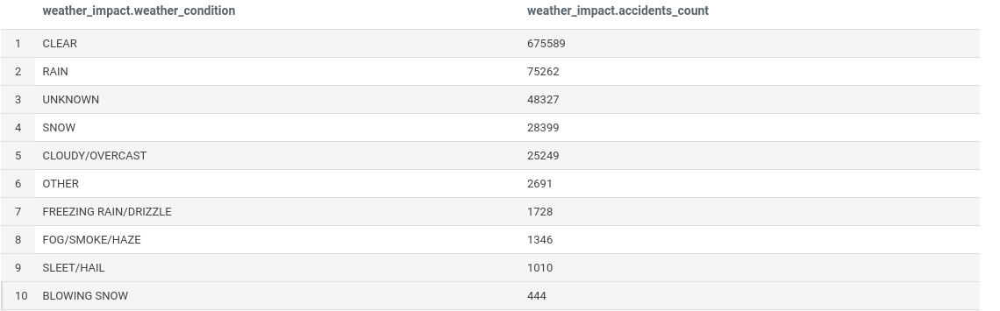 weather_impact.weather_condition weather_impact.accidents_count
1 CLEAR 675589
2 RAIN 75262
3 UNKNOWN 48327
4 SNOW 28399
5 CLOUDY/OVERCAST 25249
6 OTHER 2691
7 FREEZING RAIN/DRIZZLE 1728
8 FOG/SMOKE/HAZE 1346
9 SLEET/HAIL 1010
10 BLOWING SNOW 444